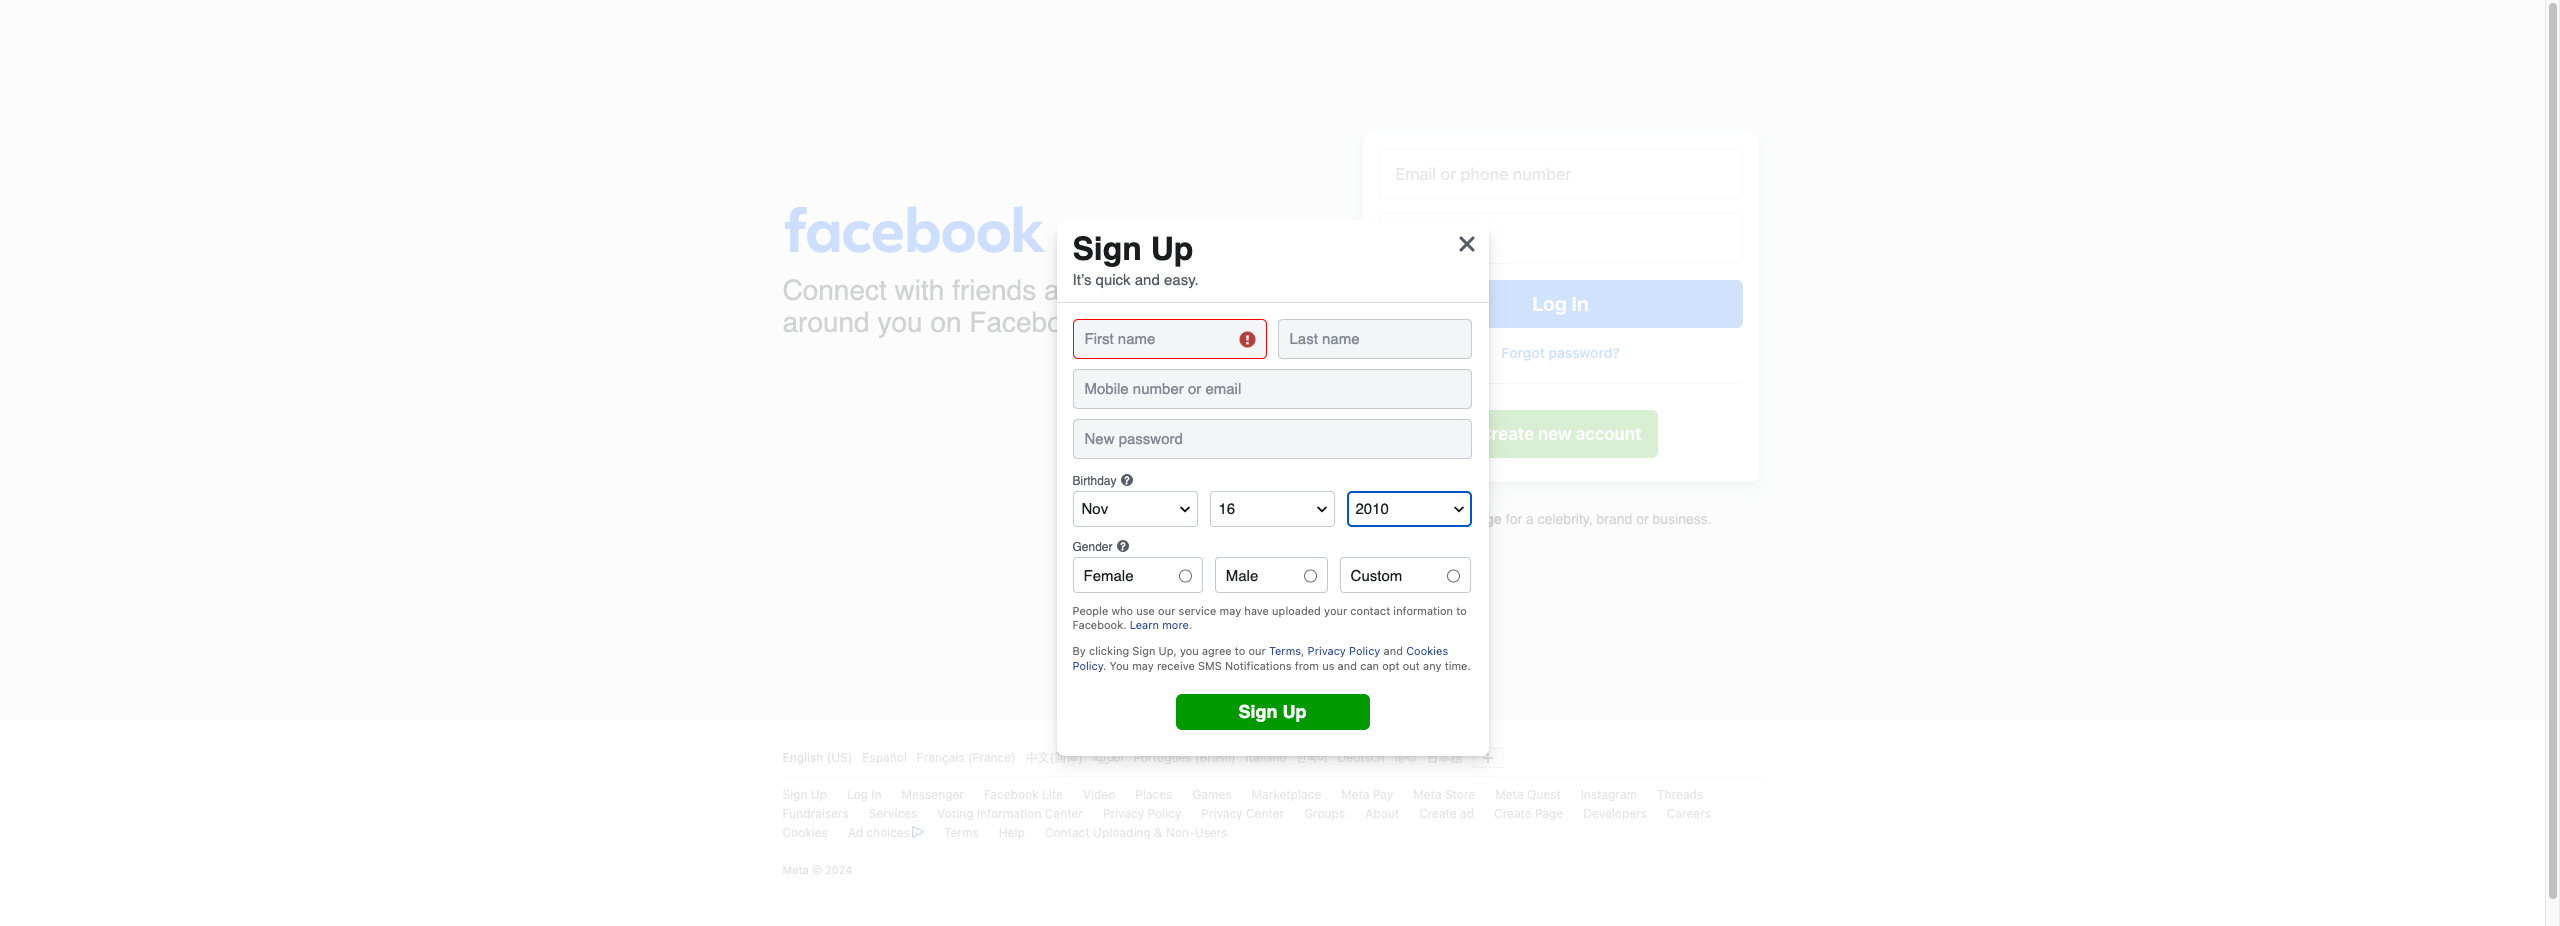 facebook
Connect with friends a
around you on Facebo
Email or phone number
Log In
Forgot password?
reate new account
ge for a celebrity, brand or business.
Sign Up
It's quick and easy.
First name
Last name
Mobile number or email
New password
Birthday
Nov
16
2010
Gender
Female
Male
Custom
People who use our service may have uploaded your contact information to
Facebook. Learn more.
By clicking Sign Up, you agree to our Terms, Privacy Policy and Cookies
Policy. You may receive SMS Notifications from us and can opt out any time.
Sign Up
English (US) Español Français (France) 中文(简体) Português (Brasil) Italiano 한국어 Deutsch हिन्दी 日本語
Sign Up Log In Messenger Facebook Lite Video Places Games Marketplace Meta Pay Meta Store Meta Quest Instagram Threads
Fundraisers Services Voting Information Center Privacy Policy Privacy Center Groups About Create ad Create Page Developers Careers
Cookies Ad choices Terms Help Contact Uploading & Non-Users
Meta © 2024